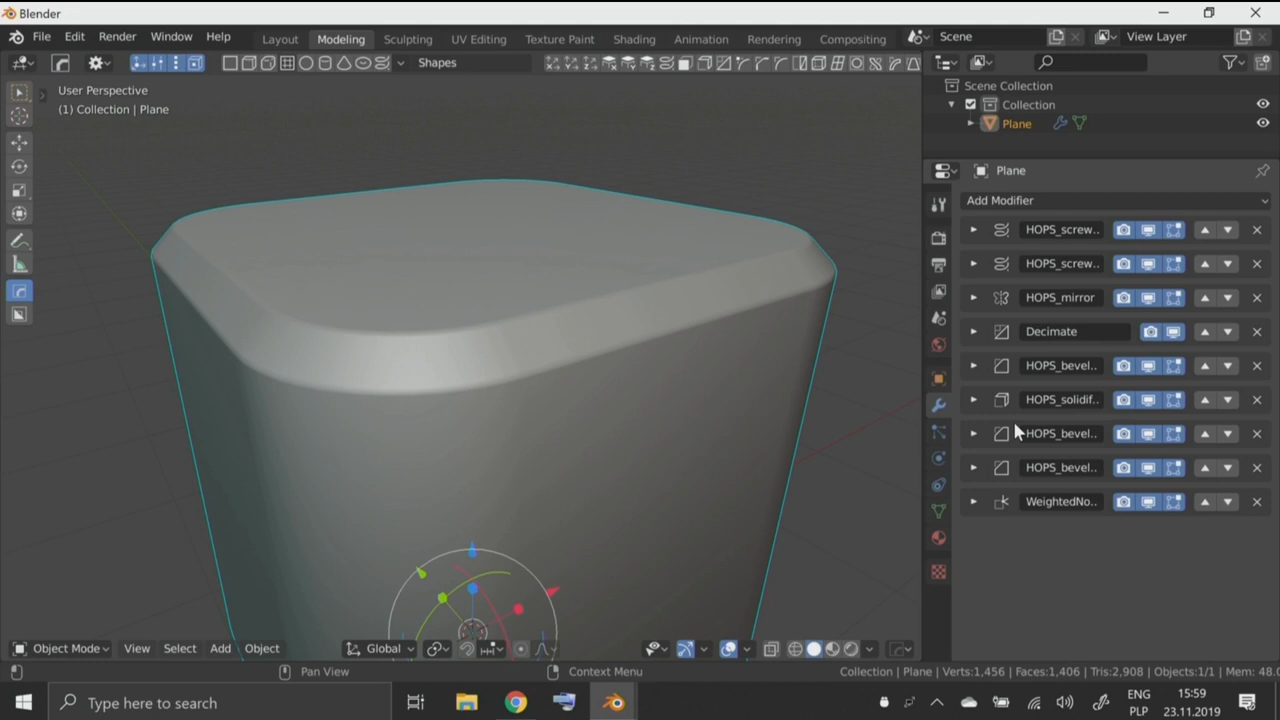 Blender
File Edit Render Window Help
Layout Modeling Sculpting UV Editing Texture Paint Shading Animation Rendering Compositing
Scene
View Layer
Shapes
User Perspective
(1) Collection | Plane
Scene Collection
Collection
Plane
Plane
Add Modifier
HOPS_screw..
HOPS_screw..
HOPS_mirror
Decimate
HOPS_bevel..
HOPS_solidif..
HOPS_bevel..
HOPS_bevel..
WeightedNo..
Object Mode View Select Add Object Global
Pan View
Context Menu
Collection | Plane | Verts:1,456 | Faces:1,406 | Tris:2,908 | Objects:1/1 | Mem: 48.0
Type here to search
ENG
PLP
15:59
23.11.2019